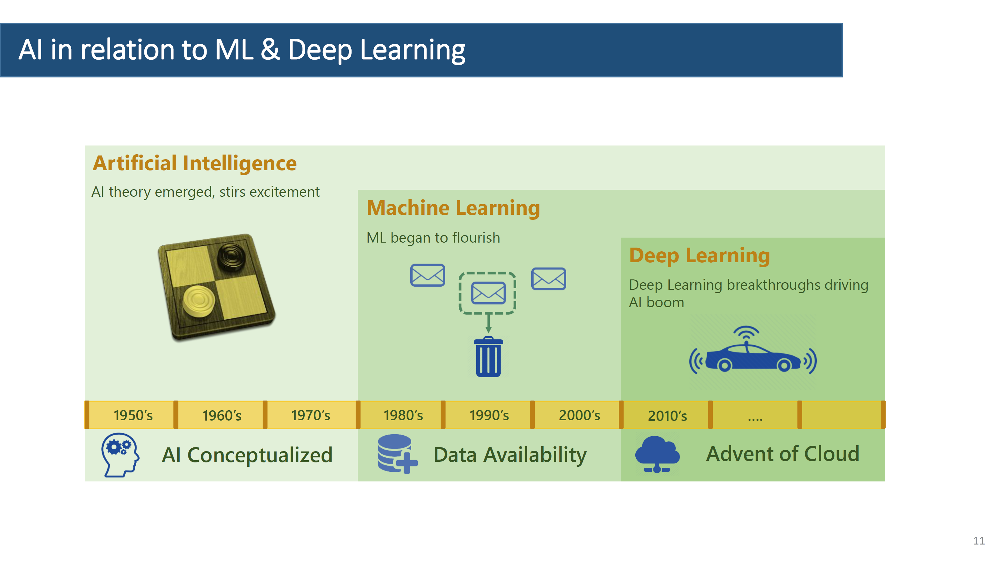 AI in relation to ML & Deep Learning
Artificial Intelligence
AI theory emerged, stirs excitement
Machine Learning
ML began to flourish
Deep Learning
Deep Learning breakthroughs driving
AI boom
1950’s 1960’s 1970’s 1980’s 1990’s 2000’s 2010’s ....
AI Conceptualized Data Availability Advent of Cloud
11